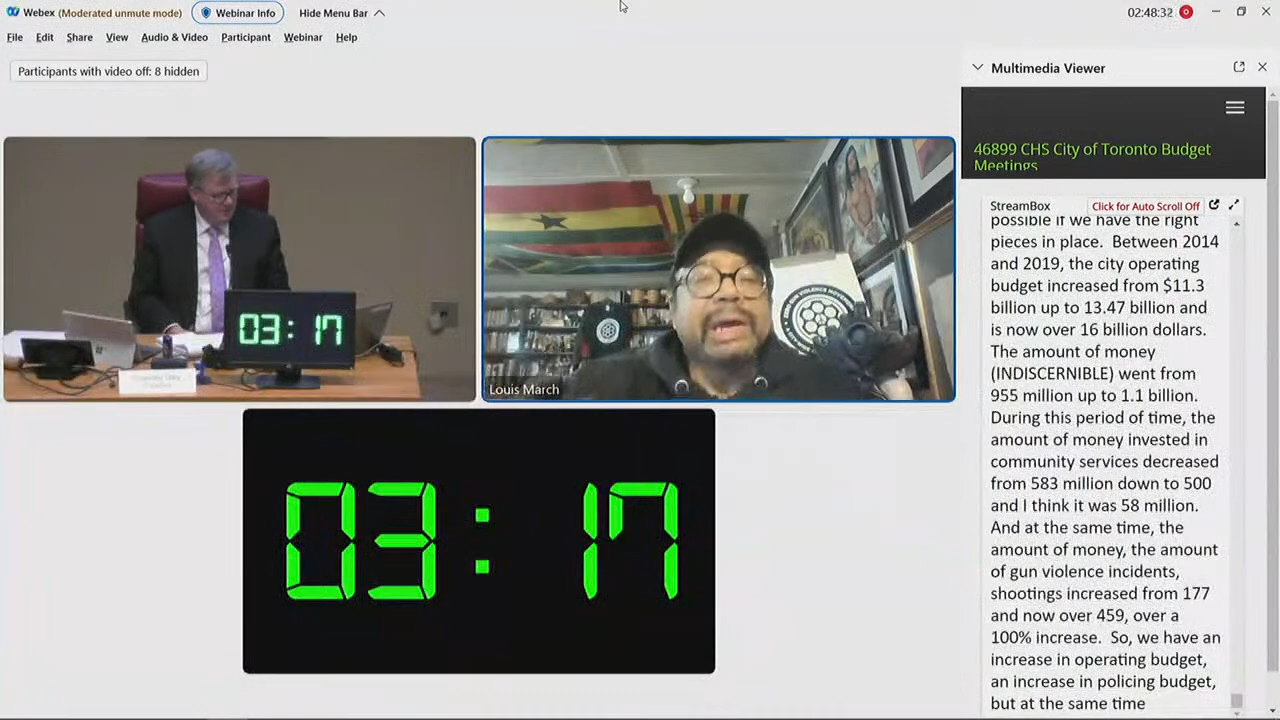 Webex (Moderated unmute mode)
Webinar Info
Hide Menu Bar
02:48:32
File Edit Share View Audio & Video Participant Webinar Help
Participants with video off: 8 hidden
Multimedia Viewer
46899 CHS City of Toronto Budget
Meetings
03:17
Louis March
03:17
StreamBox
Click for Auto Scroll Off
possible if we have the right
pieces in place. Between 2014
and 2019, the city operating
budget increased from $11.3
billion up to 13.47 billion and
is now over 16 billion dollars.
The amount of money
(INDISCERNIBLE) went from
955 million up to 1.1 billion.
During this period of time, the
amount of money invested in
community services decreased
from 583 million down to 500
and I think it was 58 million.
And at the same time, the
amount of money, the amount
of gun violence incidents,
shootings increased from 177
and now over 459, over a
100% increase. So, we have an
increase in operating budget,
an increase in policing budget,
but at the same time